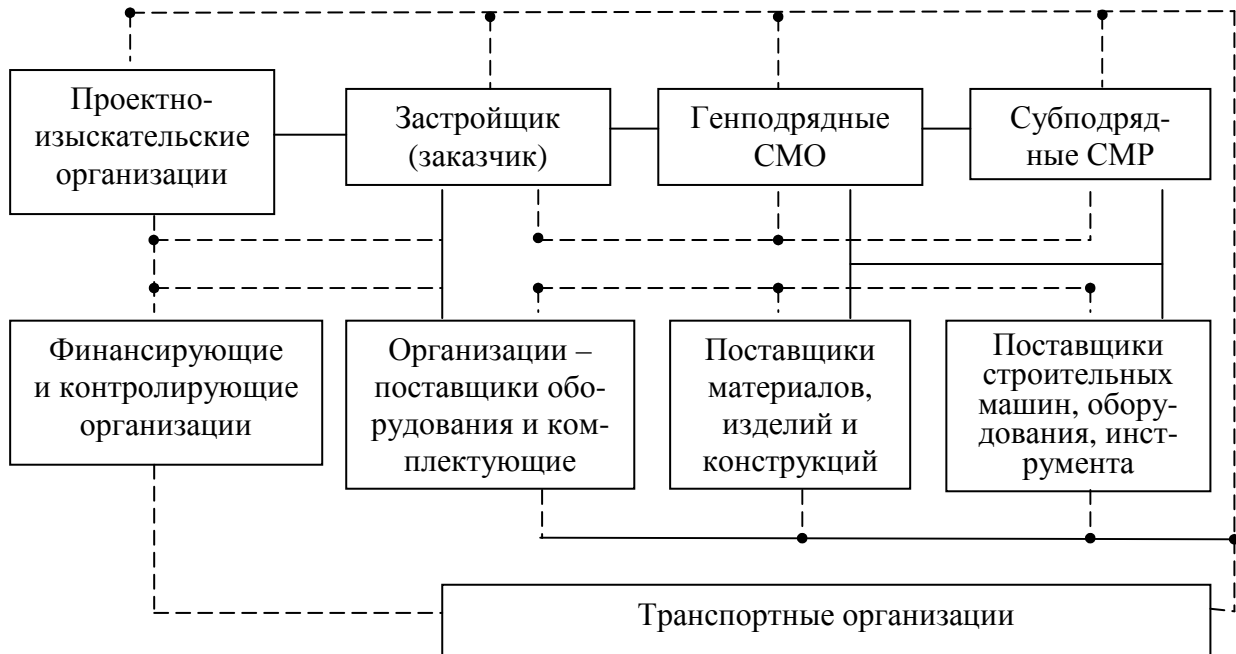 Проектно-
изыскательские
организации
Застройщик
(заказчик)
Генподрядные
СМО
Субподряд-
ные СМР
Финансирующие
и контролирующие
организации
Организации –
поставщики обо-
рудования и ком-
плектующие
Поставщики
материалов,
изделий и
конструкций
Поставщики
строительных
машин, обору-
дования, инст-
румента
Транспортные организации